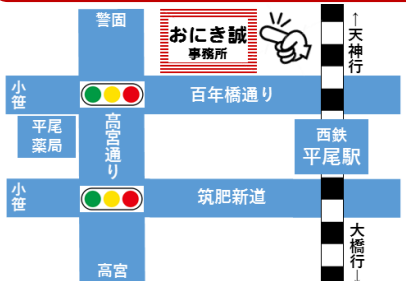 警固
おにき誠
事務所
↑天神行
小笹
百年橋通り
平尾
薬局
高宮通り
西鉄
平尾駅
小笹
筑肥新道
大橋行↓
高宮